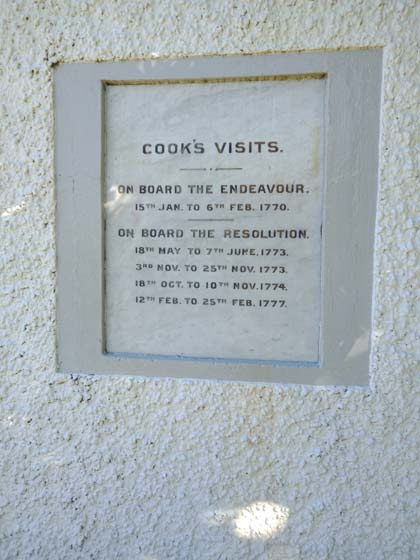 COOK'S VISITS.
ON BOARD THE ENDEAVOUR.
15TH JAN. TO 6TH FEB. 1770.
ON BOARD THE RESOLUTION.
18TH MAY TO 7TH JUNE, 1773.
3RD NOV. TO 25TH NOV. 1773.
18TH OCT. TO 10TH NOV. 1774.
12TH FEB. TO 25TH FEB. 1777.